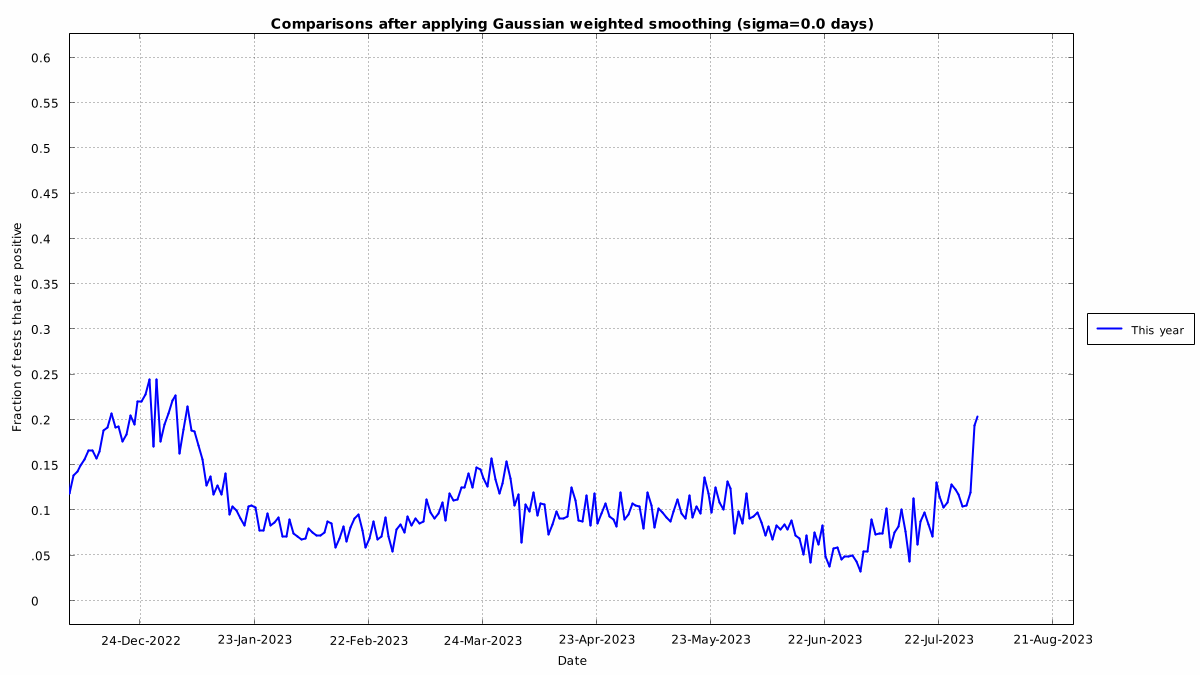 Comparisons after applying Gaussian weighted smoothing (sigma=0.0 days)
Fraction of tests that are positive
0.6
0.55
0.5
0.45
0.4
0.35
0.3
0.25
0.2
0.15
0.1
.05
0
24-Dec-2022 23-Jan-2023 22-Feb-2023 24-Mar-2023 23-Apr-2023 23-May-2023 22-Jun-2023 22-Jul-2023 21-Aug-2023
Date
This year